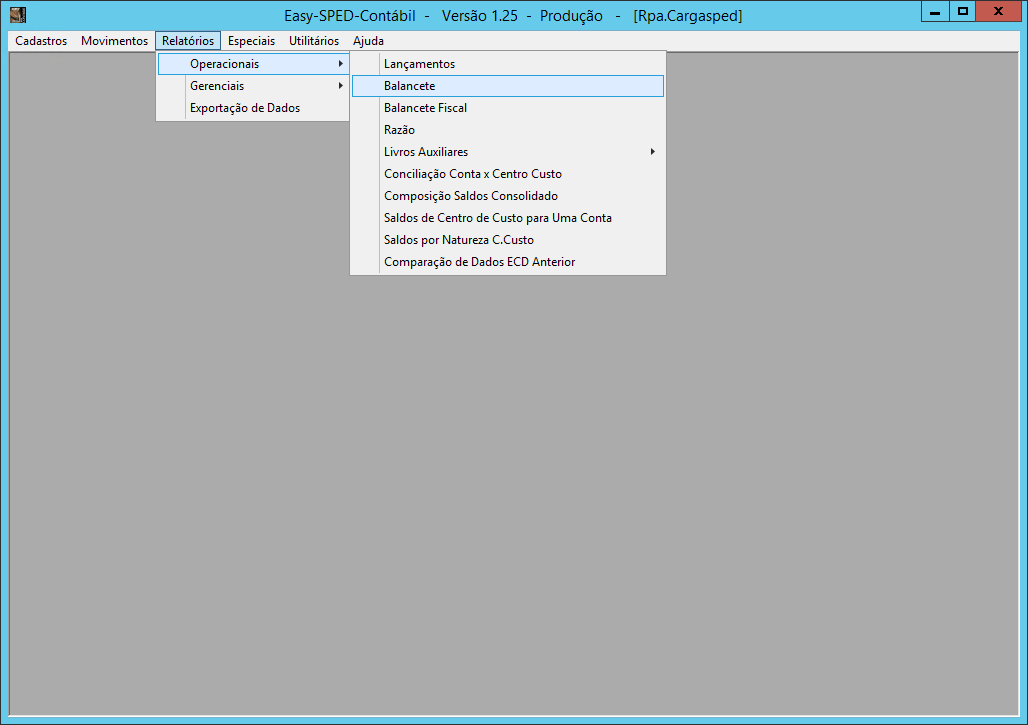 Easy-SPED-Contábil - Versão 1.25 - Produção - [Rpa.Cargasped]
Cadastros Movimentos Relatórios Especiais Utilitários Ajuda
Operacionais
Gerenciais
Exportação de Dados
Lançamentos
Balancete
Balancete Fiscal
Razão
Livros Auxiliares
Conciliação Conta x Centro Custo
Composição Saldos Consolidado
Saldos de Centro de Custo para Uma Conta
Saldos por Natureza C.Custo
Comparação de Dados ECD Anterior